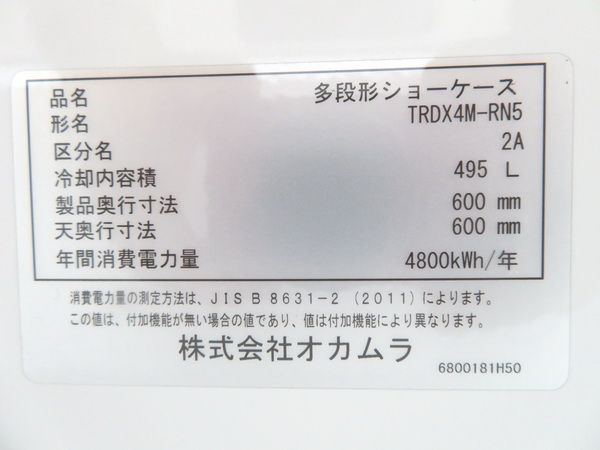 品名 多段形ショーケース
形名 TRDX4M-RN5
区分名 2A
冷却内容積 495 L
製品奥行寸法 600 mm
天奥行寸法 600 mm
年間消費電力量 4800kWh/年
消費電力量の測定方法は、JIS B 8631-2 (2011)によります。
この値は、付加機能が無い場合の値であり、値は付加機能により異なります。
株式会社オカムラ
6800181H50